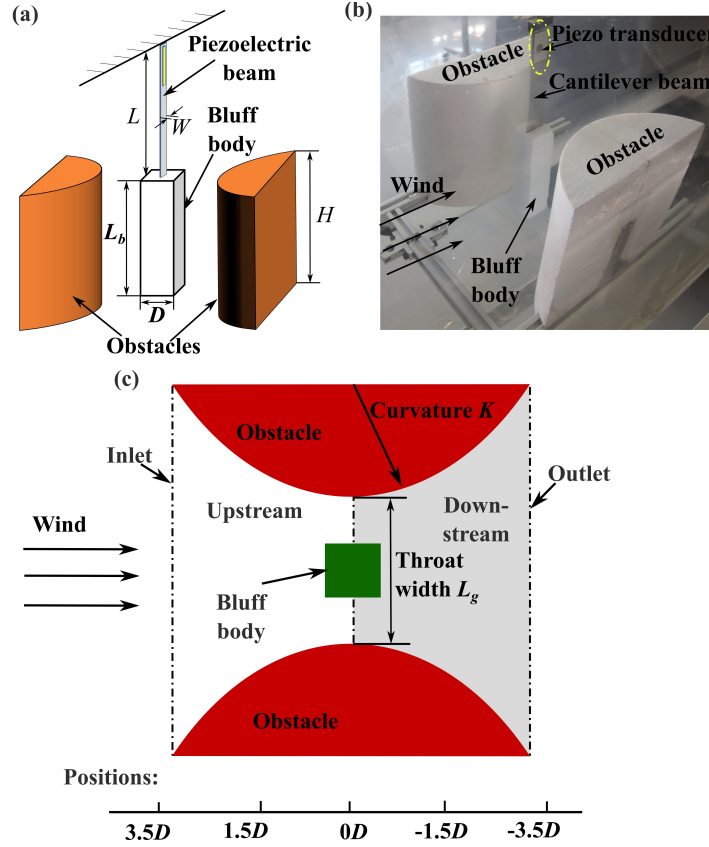 (a)
Piezoelectric
beam
L
W
Bluff
body
H
L_b
D
Obstacles
(b)
Obstacle
Piezo transducer
Cantilever beam
Obstacle
Wind
Bluff
body
(c)
Curvature K
Obstacle
Inlet
Outlet
Upstream
Down-
stream
Wind
Throat
width L_g
Bluff
body
Obstacle
Positions:
3.5D 1.5D 0D -1.5D -3.5D